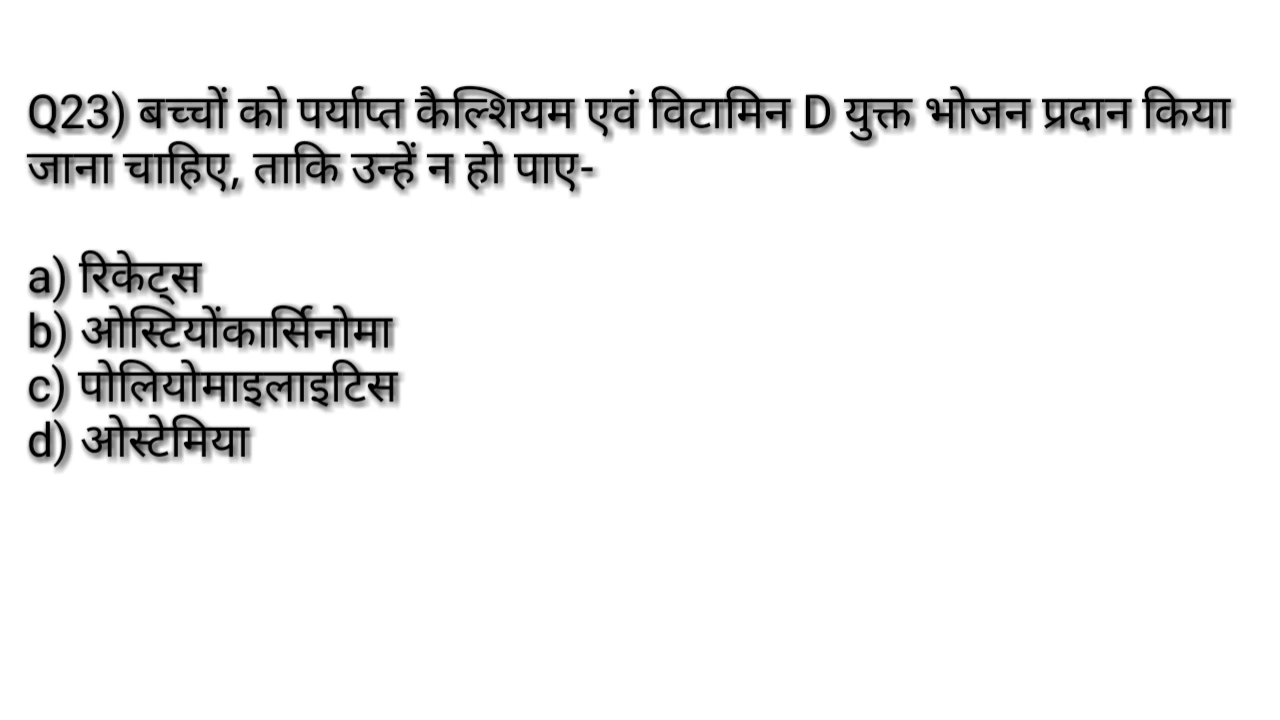 Q23) बच्चों को पर्याप्त कैल्शियम एवं विटामिन D युक्त भोजन प्रदान किया
जाना चाहिए, ताकि उन्हें न हो पाए-
a) रिकेट्स
b) ओस्टियोंकार्सिनोमा
c) पोलियोमाइलाइटिस
d) ओस्टेमिया